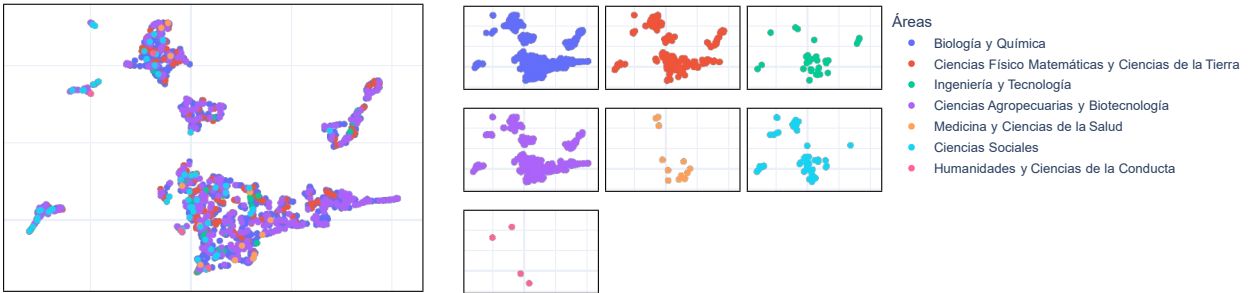 Áreas
Biología y Química
Ciencias Físico Matemáticas y Ciencias de la Tierra
Ingeniería y Tecnología
Ciencias Agropecuarias y Biotecnología
Medicina y Ciencias de la Salud
Ciencias Sociales
Humanidades y Ciencias de la Conducta